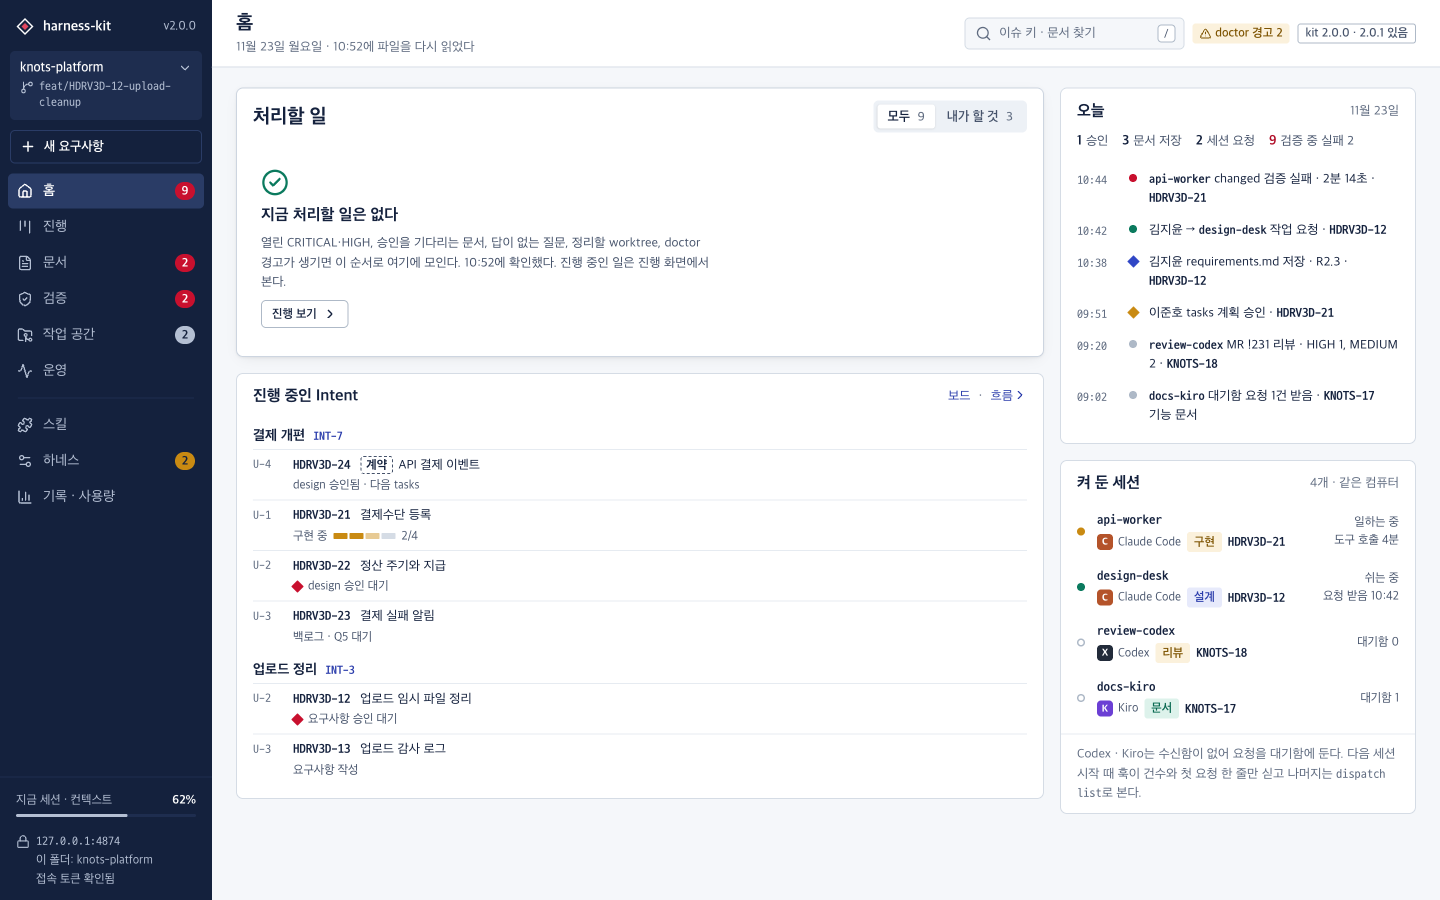 harness-kit v2.0.0
knots-platform
feat/HDRV3D-12-upload-
cleanup
새 요구사항
홈 9
진행
문서 2
검증 2
작업 공간 2
운영
스킬
하네스 2
기록 · 사용량
지금 세션 · 컨텍스트 62%
127.0.0.1:4874
이 폴더: knots-platform
접속 토큰 확인됨
홈
11월 23일 월요일 · 10:52에 파일을 다시 읽었다
이슈 키 · 문서 찾기 /
doctor 경고 2
kit 2.0.0 · 2.0.1 있음
처리할 일
모두 9 내가 할 것 3
지금 처리할 일은 없다
열린 CRITICAL·HIGH, 승인을 기다리는 문서, 답이 없는 질문, 정리할 worktree, doctor
경고가 생기면 이 순서로 여기에 모인다. 10:52에 확인했다. 진행 중인 일은 진행 화면에서
본다.
진행 보기
진행 중인 Intent
보드 · 흐름
결제 개편 INT-7
U-4 HDRV3D-24 계약 API 결제 이벤트
design 승인됨 · 다음 tasks
U-1 HDRV3D-21 결제수단 등록
구현 중 2/4
U-2 HDRV3D-22 정산 주기와 지급
design 승인 대기
U-3 HDRV3D-23 결제 실패 알림
백로그 · Q5 대기
업로드 정리 INT-3
U-2 HDRV3D-12 업로드 임시 파일 정리
요구사항 승인 대기
U-3 HDRV3D-13 업로드 감사 로그
요구사항 작성
오늘 11월 23일
1 승인 3 문서 저장 2 세션 요청 9 검증 중 실패 2
10:44 api-worker changed 검증 실패 · 2분 14초 ·
HDRV3D-21
10:42 김지윤 → design-desk 작업 요청 · HDRV3D-12
10:38 김지윤 requirements.md 저장 · R2.3 ·
HDRV3D-12
09:51 이준호 tasks 계획 승인 · HDRV3D-21
09:20 review-codex MR !231 리뷰 · HIGH 1, MEDIUM
2 · KNOTS-18
09:02 docs-kiro 대기함 요청 1건 받음 · KNOTS-17
기능 문서
켜 둔 세션 4개 · 같은 컴퓨터
api-worker 일하는 중
C Claude Code 구현 HDRV3D-21 도구 호출 4분
design-desk 쉬는 중
C Claude Code 설계 HDRV3D-12 요청 받음 10:42
review-codex 대기함 0
X Codex 리뷰 KNOTS-18
docs-kiro 대기함 1
K Kiro 문서 KNOTS-17
Codex · Kiro는 수신함이 없어 요청을 대기함에 둔다. 다음 세션
시작 때 훅이 건수와 첫 요청 한 줄만 싣고 나머지는 dispatch
list로 본다.